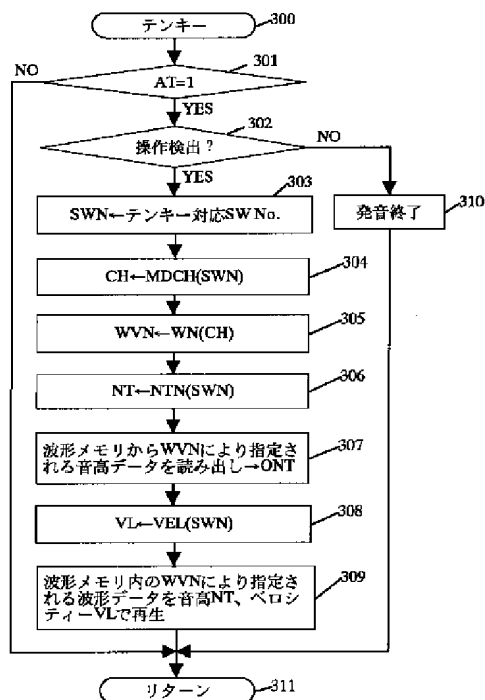 テンキー
300
301
NO
AT=1
YES
302
操作検出?
NO
YES
303
SWN←テンキー対応SW No.
発音終了
310
CH←MDCH(SWN)
304
WVN←WN(CH)
305
NT←NTN(SWN)
306
波形メモリからWVNにより指定さ
れる音高データを読み出し→ONT
307
VL←VEL(SWN)
308
波形メモリ内のWVNにより指定さ
れる波形データを音高NT、ベロシ
ティーVLで再生
309
リターン
311